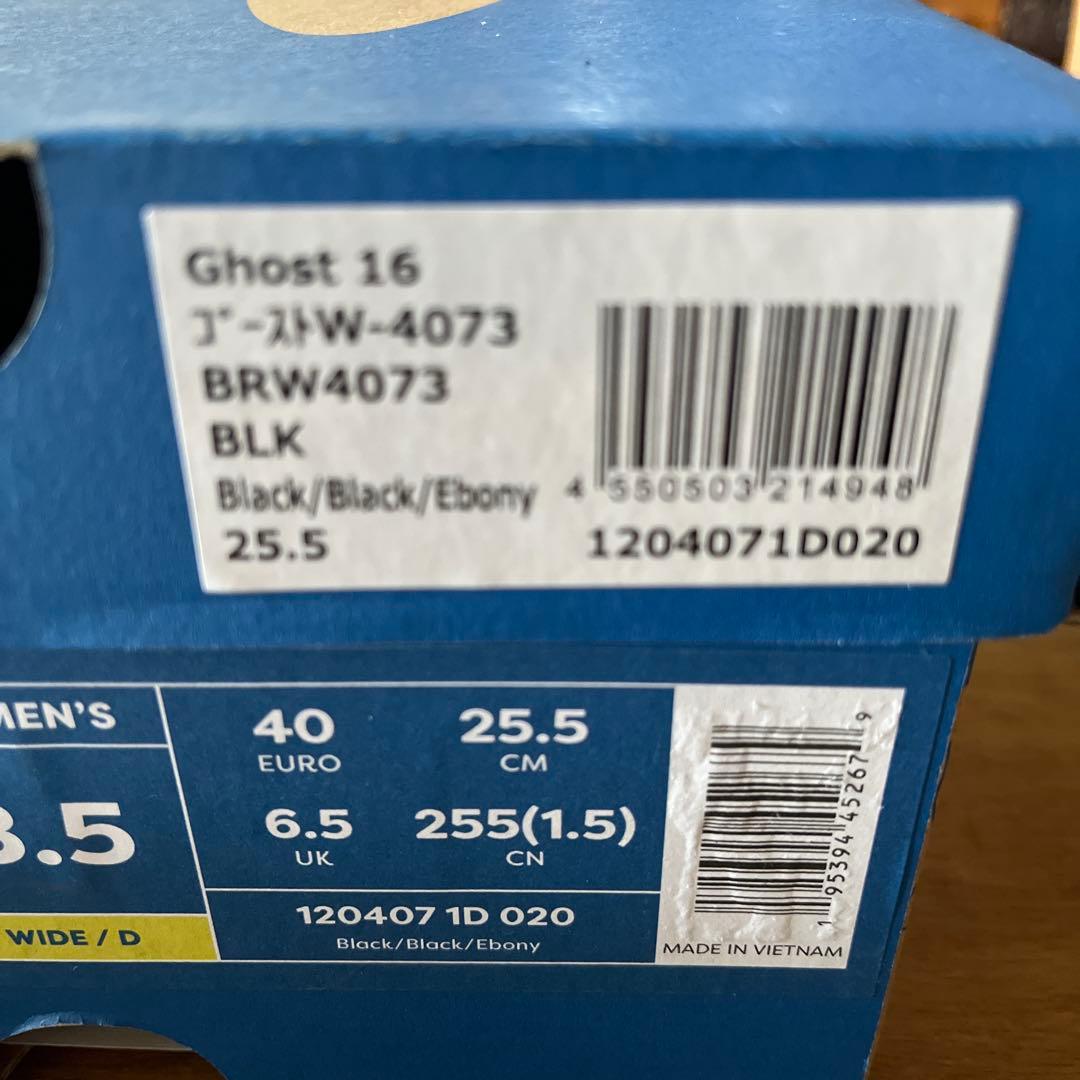 Ghost 16
ｺﾞｰｽﾄW-4073
BRW4073
BLK
Black/Black/Ebony
25.5
4 550503 214948
1204071D020
MEN'S
8.5
WIDE / D
40
EURO
25.5
CM
6.5
UK
255(1.5)
CN
120407 1D 020
Black/Black/Ebony
1 95394 45267 9
MADE IN VIETNAM